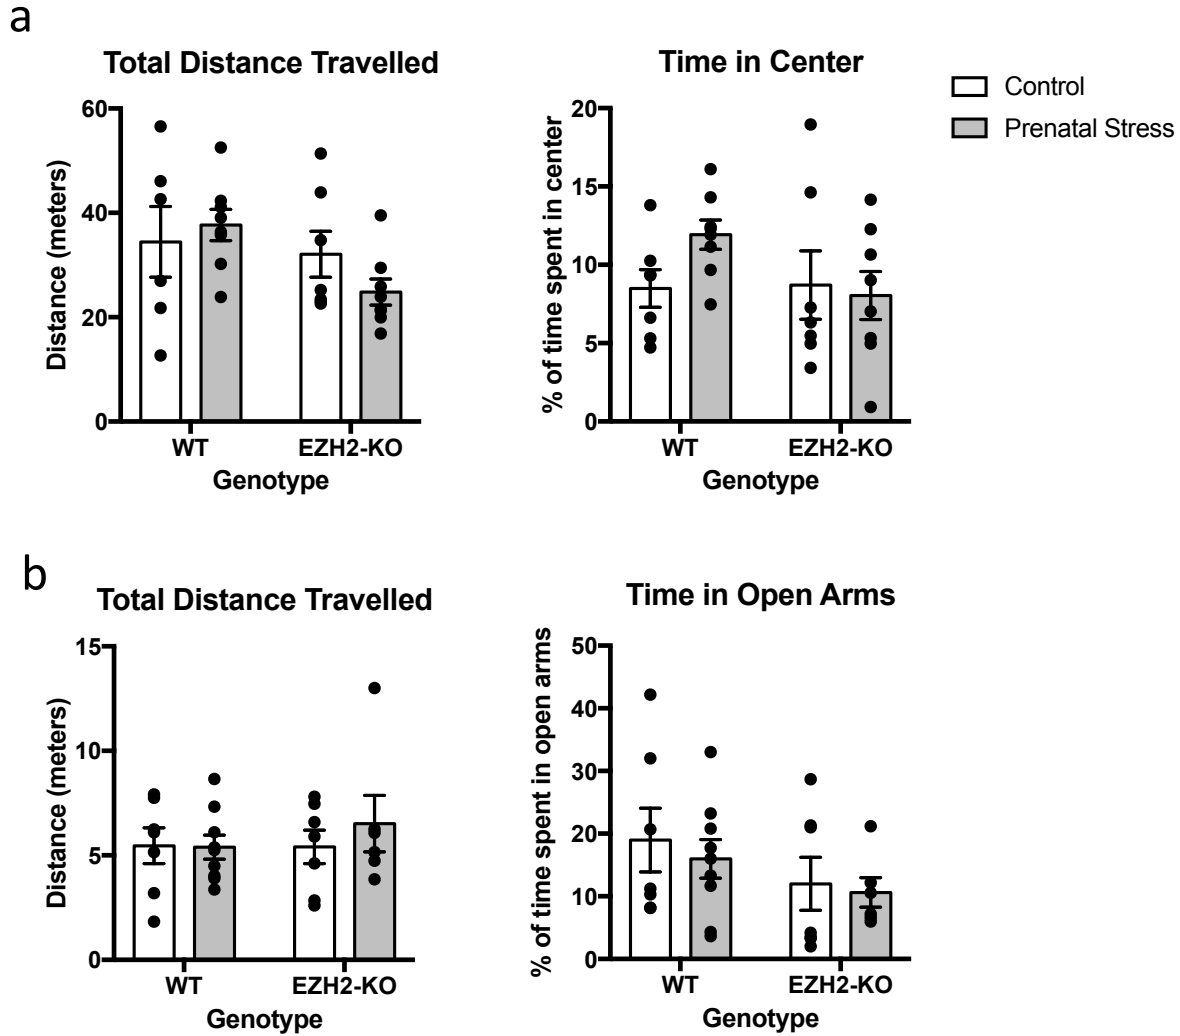 a
Total Distance Travelled
60
40
20
0
Distance (meters)
WT
EZH2-KO
Genotype
Time in Center
20
15
10
5
0
% of time spent in center
WT
EZH2-KO
Genotype
Control
Prenatal Stress
b
Total Distance Travelled
15
10
5
0
Distance (meters)
WT
EZH2-KO
Genotype
Time in Open Arms
50
40
30
20
10
0
% of time spent in open arms
WT
EZH2-KO
Genotype